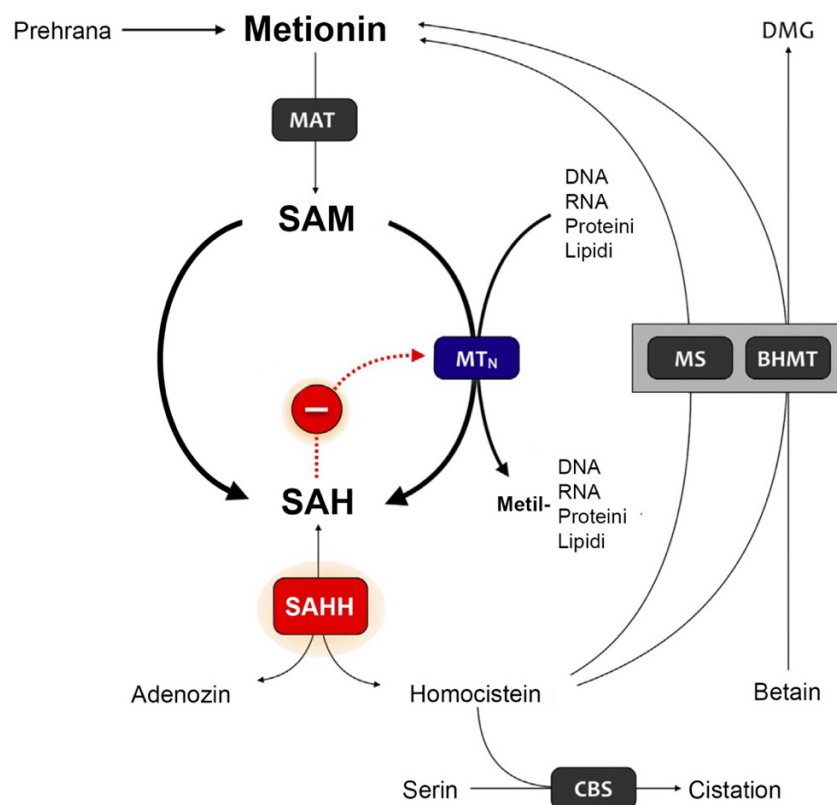 Prehrana
Metionin
DMG
MAT
SAM
DNA
RNA
Proteini
Lipidi
MTN
MS
BHMT
–
SAH
Metil-
DNA
RNA
Proteini
Lipidi
SAHH
Adenozin
Homocistein
Betain
Serin
CBS
Cistation